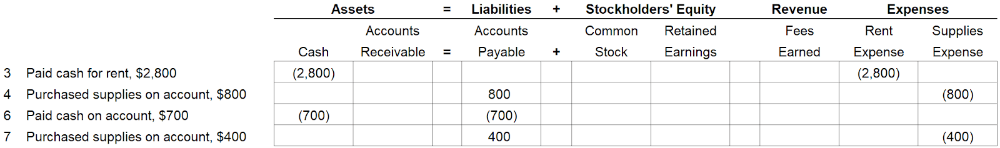 Assets = Liabilities + Stockholders' Equity Revenue Expenses
Accounts Accounts Common Retained Fees Rent Supplies
Cash Receivable = Payable + Stock Earnings Earned Expense Expense
3 Paid cash for rent, $2,800 (2,800) (2,800)
4 Purchased supplies on account, $800 800 (800)
6 Paid cash on account, $700 (700) (700)
7 Purchased supplies on account, $400 400 (400)